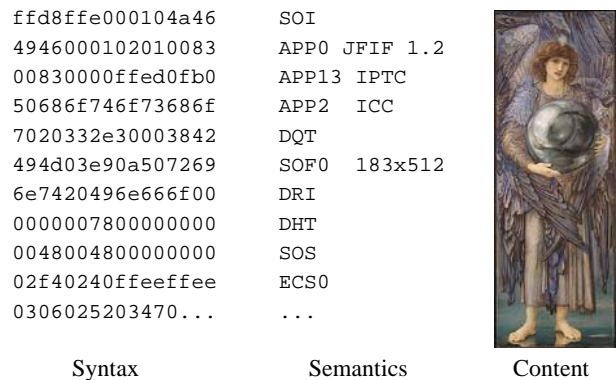 ffd8ffe000104a46 SOI
4946000102010083 APP0 JFIF 1.2
00830000ffed0fb0 APP13 IPTC
50686f746f73686f APP2 ICC
7020332e30003842 DQT
494d03e90a507269 SOF0 183x512
6e7420496e666f00 DRI
0000007800000000 DHT
0048004800000000 SOS
02f40240ffeeffee ECS0
0306025203470... ...
Syntax Semantics Content